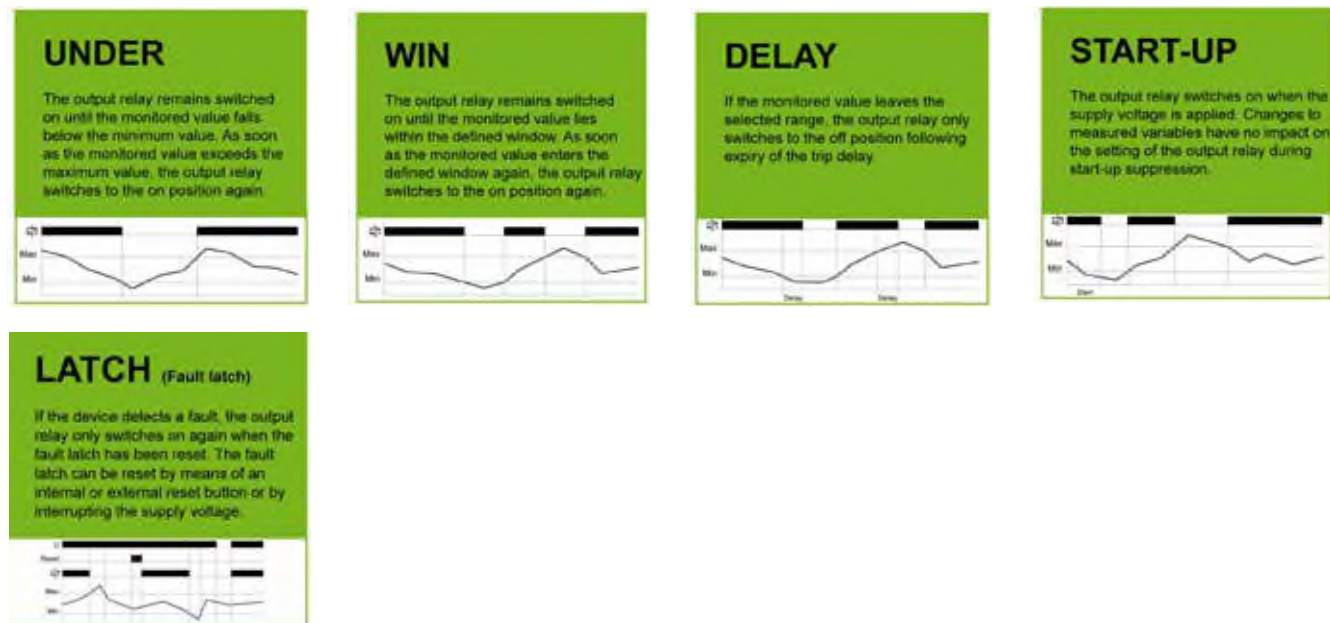 UNDER
The output relay remains switched
on until the monitored value falls
below the minimum value. As soon
as the monitored value exceeds the
maximum value, the output relay
switches to the on position again.
Max
Min
WIN
The output relay remains switched
on until the monitored value lies
within the defined window. As soon
as the monitored value enters the
defined window again, the output relay
switches to the on position again.
Max
Min
DELAY
If the monitored value leaves the
selected range, the output relay only
switches to the off position following
expiry of the trip delay
Max
Min
Delay
Delay
START-UP
The output relay switches on when the
supply voltage is applied. Changes to
measured variables have no impact on
the setting of the output relay during
start-up suppression.
Max
Min
Start
LATCH (Fault latch)
If the device detects a fault, the output
relay only switches on again when the
fault latch has been reset. The fault
latch can be reset by means of an
internal or external reset button or by
interrupting the supply voltage.
Reset
Max
Min